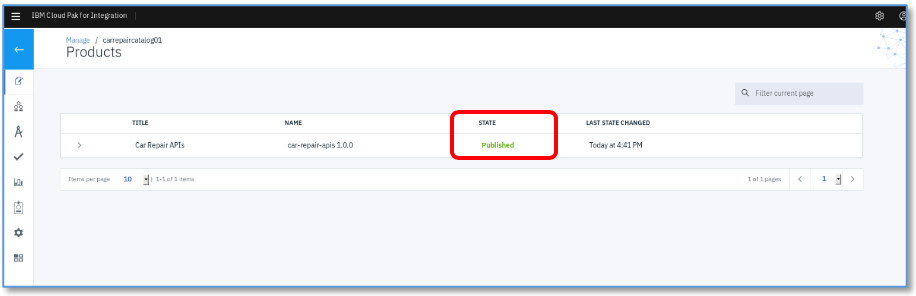 IBM Cloud Pak for Integration
Manage / carrepaircatalog01
Products
Filter current page
TITLE NAME STATE LAST STATE CHANGED
Car Repair APIs car-repair-apis 1.0.0 Published Today at 4:41 PM
Items per page 10 | 1-1 of 1 items 1 of 1 pages 1